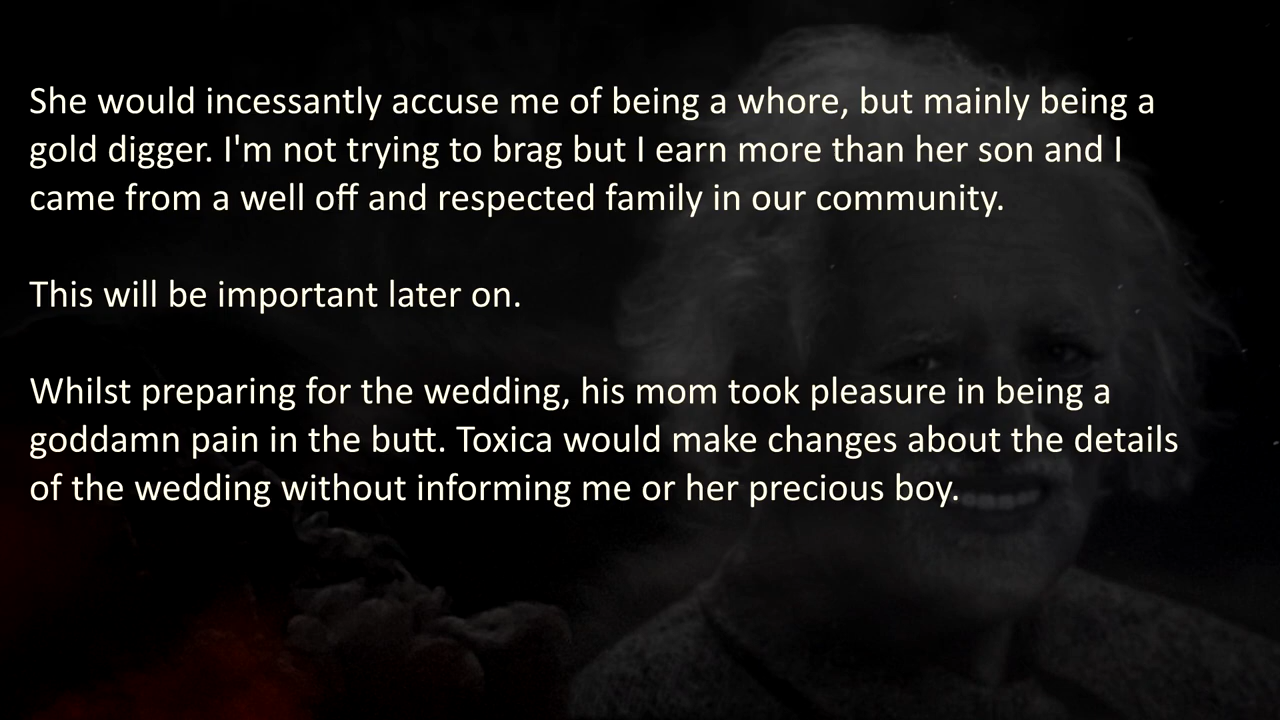 She would incessantly accuse me of being a whore, but mainly being a
gold digger. I'm not trying to brag but I earn more than her son and I
came from a well off and respected family in our community.
This will be important later on.
Whilst preparing for the wedding, his mom took pleasure in being a
goddamn pain in the butt. Toxica would make changes about the details
of the wedding without informing me or her precious boy.